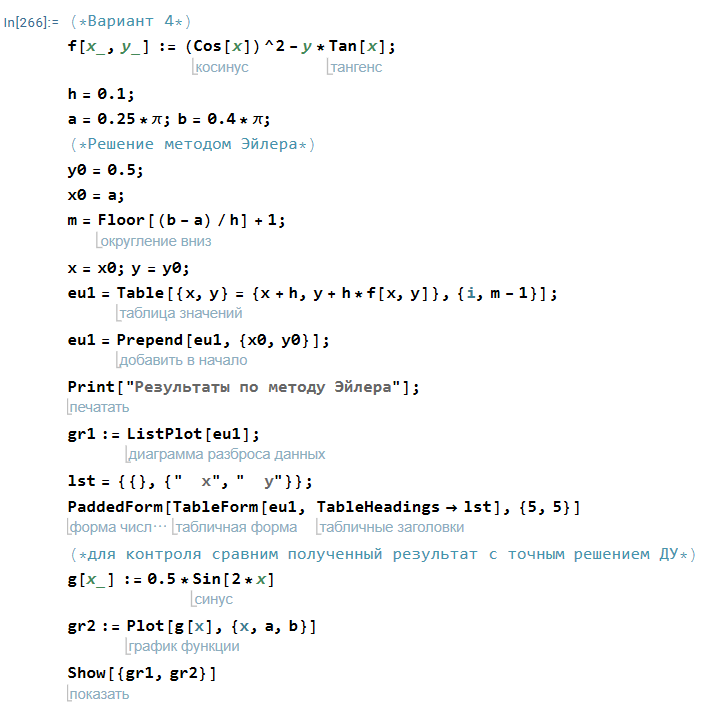 In[266]:= (*Вариант 4*)
f[x_, y_] := (Cos[x])^2 - y * Tan[x];
косинус тангенс
h = 0.1;
a = 0.25 * π; b = 0.4 * π;
(*Решение методом Эйлера*)
y0 = 0.5;
x0 = a;
m = Floor[(b - a) / h] + 1;
округление вниз
x = x0; y = y0;
eu1 = Table[{x, y} = {x + h, y + h * f[x, y]}, {i, m - 1}];
таблица значений
eu1 = Prepend[eu1, {x0, y0}];
добавить в начало
Print["Результаты по методу Эйлера"];
печатать
gr1 := ListPlot[eu1];
диаграмма разброса данных
lst = {{}, {"  x", "  y"}};
PaddedForm[TableForm[eu1, TableHeadings → lst], {5, 5}]
форма числ⋯ табличная форма табличные заголовки
(*для контроля сравним полученный результат с точным решением ДУ*)
g[x_] := 0.5 * Sin[2 * x]
синус
gr2 := Plot[g[x], {x, a, b}]
график функции
Show[{gr1, gr2}]
показать